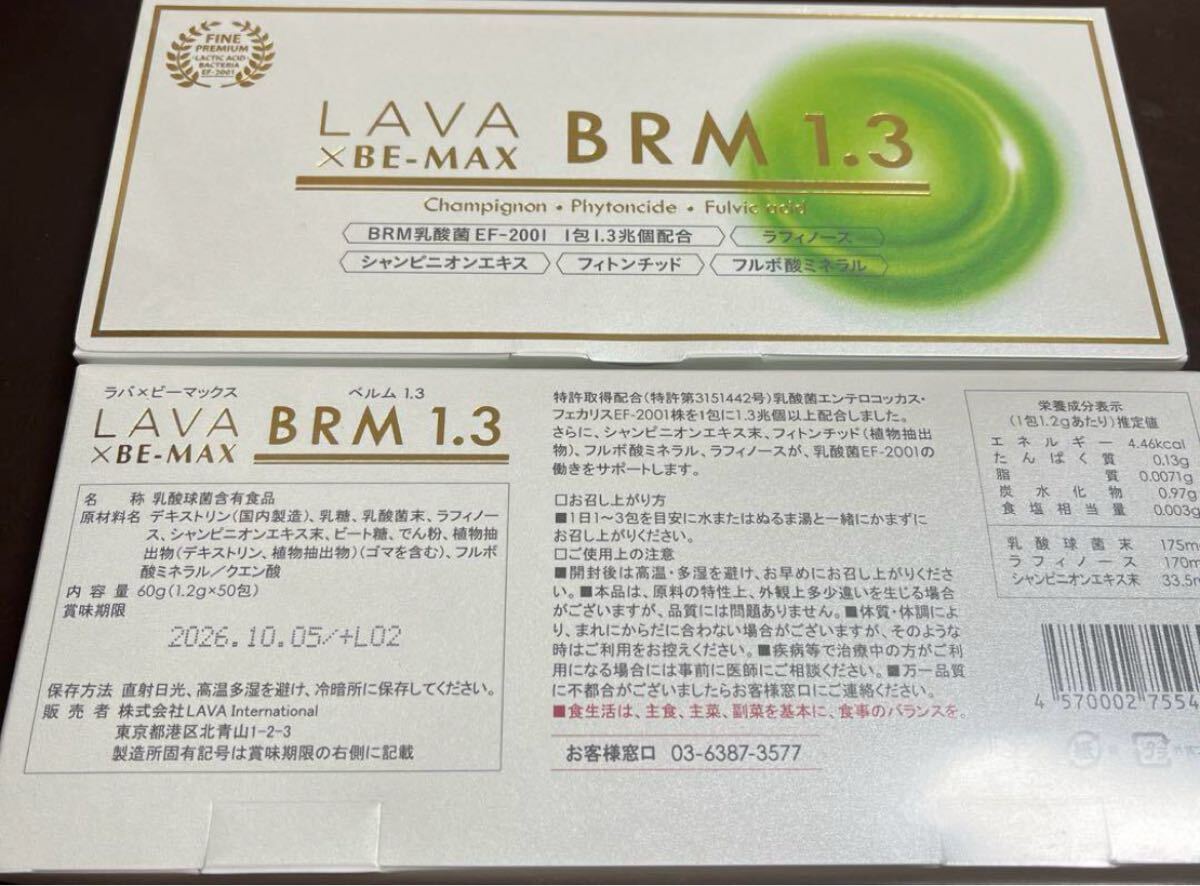 FINE
PREMIUM
LACTIC ACID
BACTERIA
EF-2001
LAVA
×BE-MAX
BRM 1.3
Champignon • Phytoncide • Fulvic acid
BRM乳酸菌EF-2001 1包1.3兆個配合
ラフィノース
シャンピニオンエキス
フィトンチッド
フルボ酸ミネラル
ラバ×ビーマックス
ベルム 1.3
LAVA
×BE-MAX
BRM 1.3
名称 乳酸球菌含有食品
原材料名 デキストリン(国内製造)、乳糖、乳酸菌末、ラフィノー
ス、シャンピニオンエキス末、ビート糖、でん粉、植物抽
出物(デキストリン、植物抽出物)(ゴマを含む)、フルボ
酸ミネラル/クエン酸
内容量 60g(1.2g×50包)
賞味期限
2026.10.05/+L02
保存方法 直射日光、高温多湿を避け、冷暗所に保存してください。
販売者 株式会社LAVA International
東京都港区北青山1-2-3
製造所固有記号は賞味期限の右側に記載
特許取得配合(特許第3151442号)乳酸菌エンテロコッカス・
フェカリスEF-2001株を1包に1.3兆個以上配合しました。
さらに、シャンピニオンエキス末、フィトンチッド(植物抽出
物)、フルボ酸ミネラル、ラフィノースが、乳酸菌EF-2001の
働きをサポートします。
□お召し上がり方
■1日1~3包を目安に水またはぬるま湯と一緒にかまずに
お召し上がりください。
□ご使用上の注意
■開封後は高温・多湿を避け、お早めにお召し上がりくださ
い。■本品は、原料の特性上、外観上多少違いを生じる場合
がございますが、品質には問題ありません。■体質・体調によ
り、まれにからだに合わない場合がございますが、そのような
時はご利用をお控えください。■疾病等で治療中の方がご利
用になる場合には事前に医師にご相談ください。■万一品質
に不都合がございましたらお客様窓口にご連絡ください。
■食生活は、主食、主菜、副菜を基本に、食事のバランスを。
お客様窓口 03-6387-3577
栄養成分表示
(1包1.2gあたり)推定値
エネルギー 4.46kcal
たんぱく質 0.13g
脂質 0.0071g
炭水化物 0.97g
食塩相当量 0.003g
乳酸球菌末 175m
ラフィノース 170m
シャンピニオンエキス末 33.5
4 570002 7554